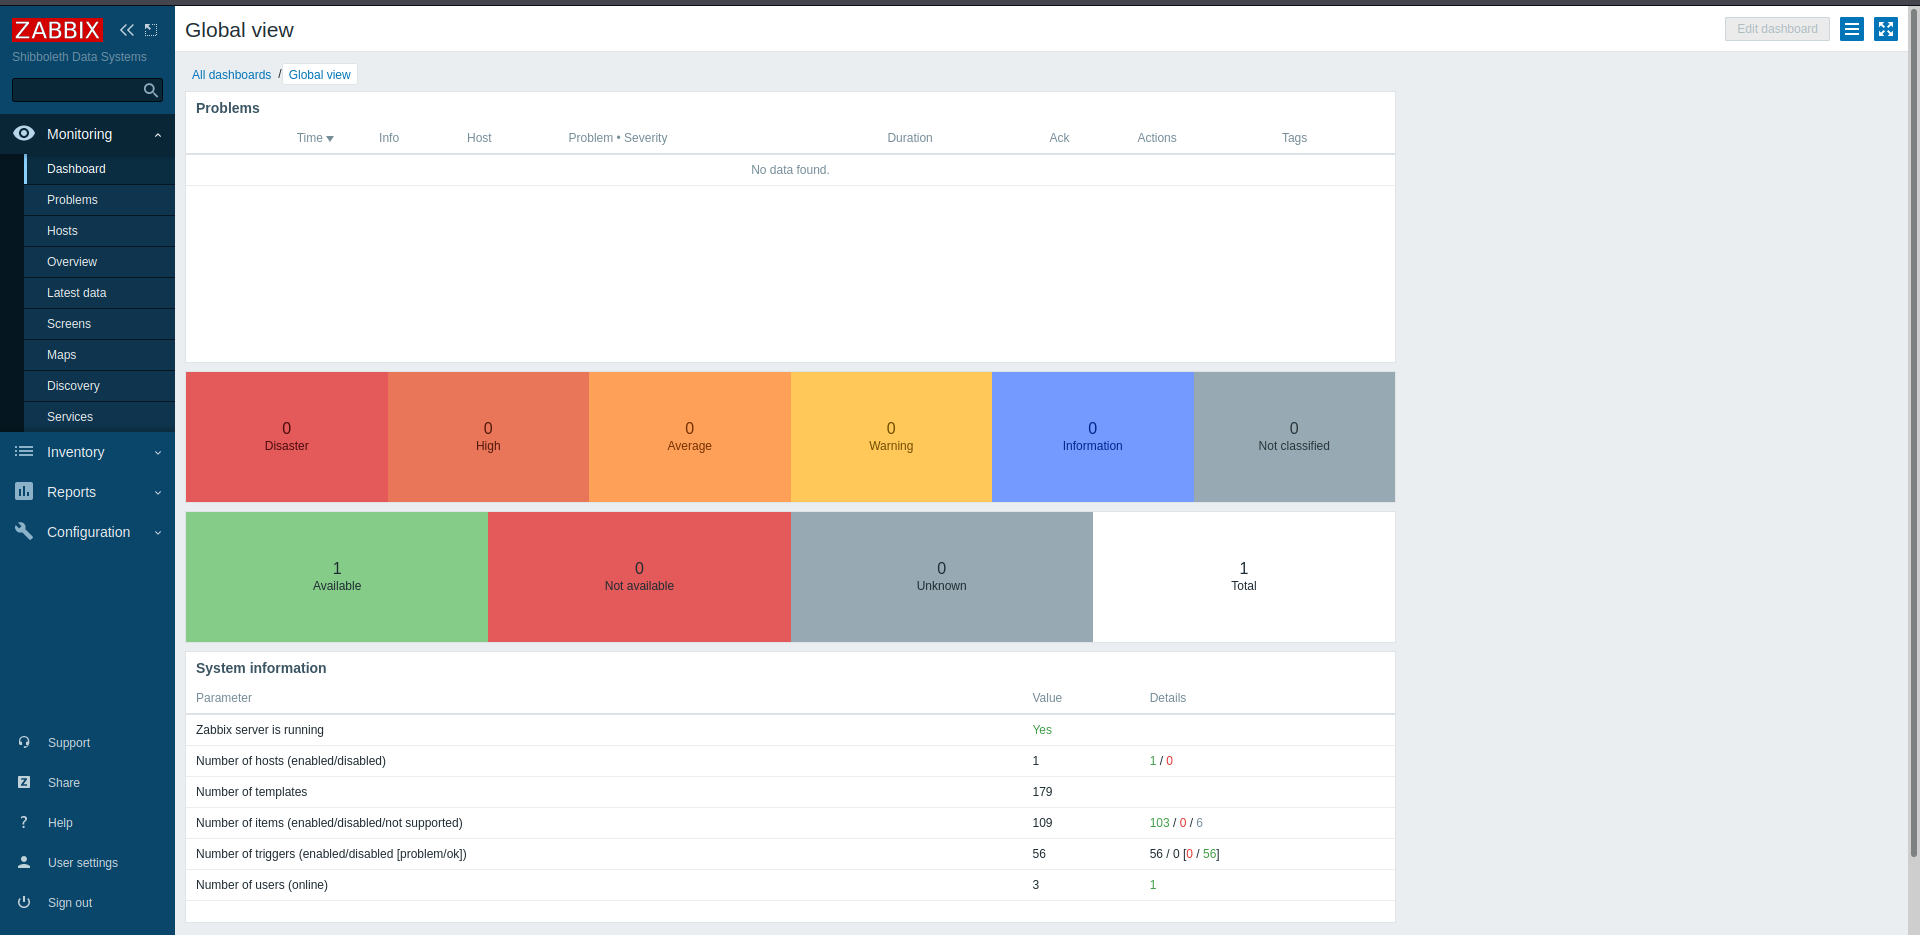 ZABBIX
Shibboleth Data Systems
Monitoring
Dashboard
Problems
Hosts
Overview
Latest data
Screens
Maps
Discovery
Services
Inventory
Reports
Configuration
Support
Share
Help
User settings
Sign out
Global view
Edit dashboard
All dashboards / Global view
Problems
Time Info Host Problem • Severity Duration Ack Actions Tags
No data found.
0 0 0 0 0 0
Disaster High Average Warning Information Not classified
1 0 0 1
Available Not available Unknown Total
System information
Parameter Value Details
Zabbix server is running Yes
Number of hosts (enabled/disabled) 1 1 / 0
Number of templates 179
Number of items (enabled/disabled/not supported) 109 103 / 0 / 6
Number of triggers (enabled/disabled [problem/ok]) 56 56 / 0 [0 / 56]
Number of users (online) 3 1